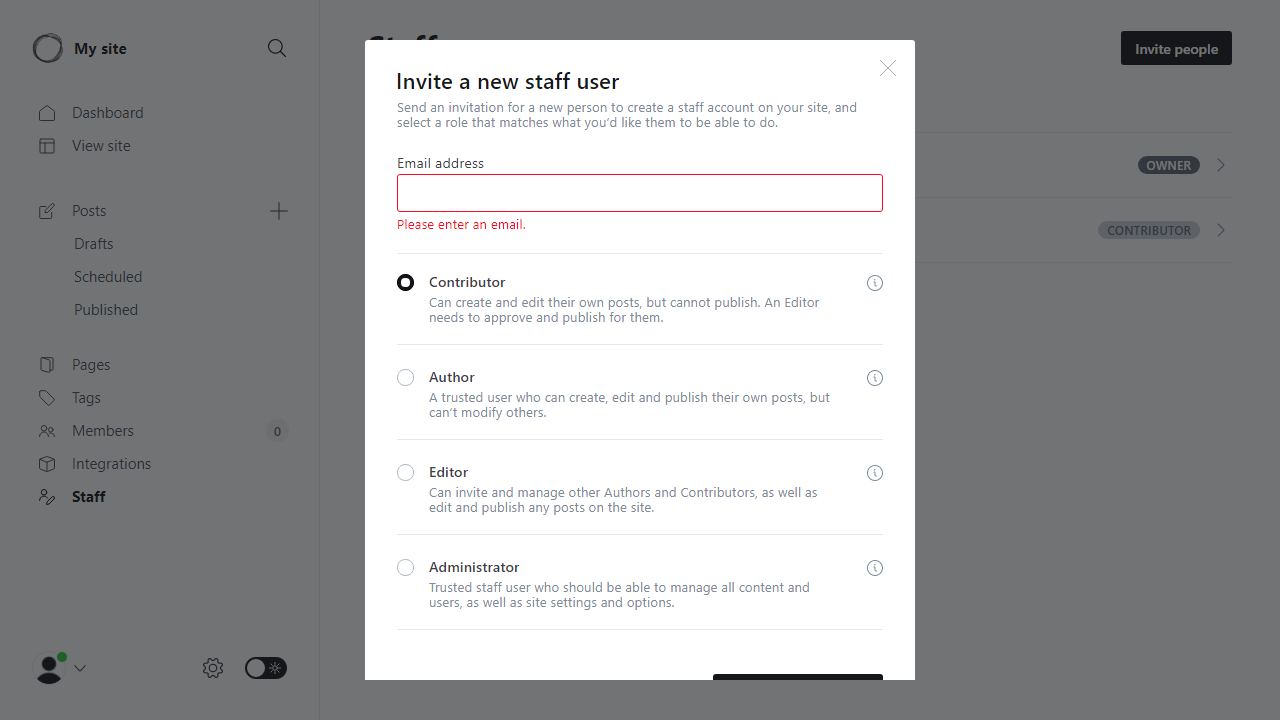 My site
Dashboard
View site
Posts
Drafts
Scheduled
Published
Pages
Tags
Members
0
Integrations
Staff
Staff
Invite people
OWNER
CONTRIBUTOR
Invite a new staff user
Send an invitation for a new person to create a staff account on your site, and
select a role that matches what you'd like them to be able to do.
Email address
Please enter an email.
Contributor
Can create and edit their own posts, but cannot publish. An Editor
needs to approve and publish for them.
Author
A trusted user who can create, edit and publish their own posts, but
can't modify others.
Editor
Can invite and manage other Authors and Contributors, as well as
edit and publish any posts on the site.
Administrator
Trusted staff user who should be able to manage all content and
users, as well as site settings and options.